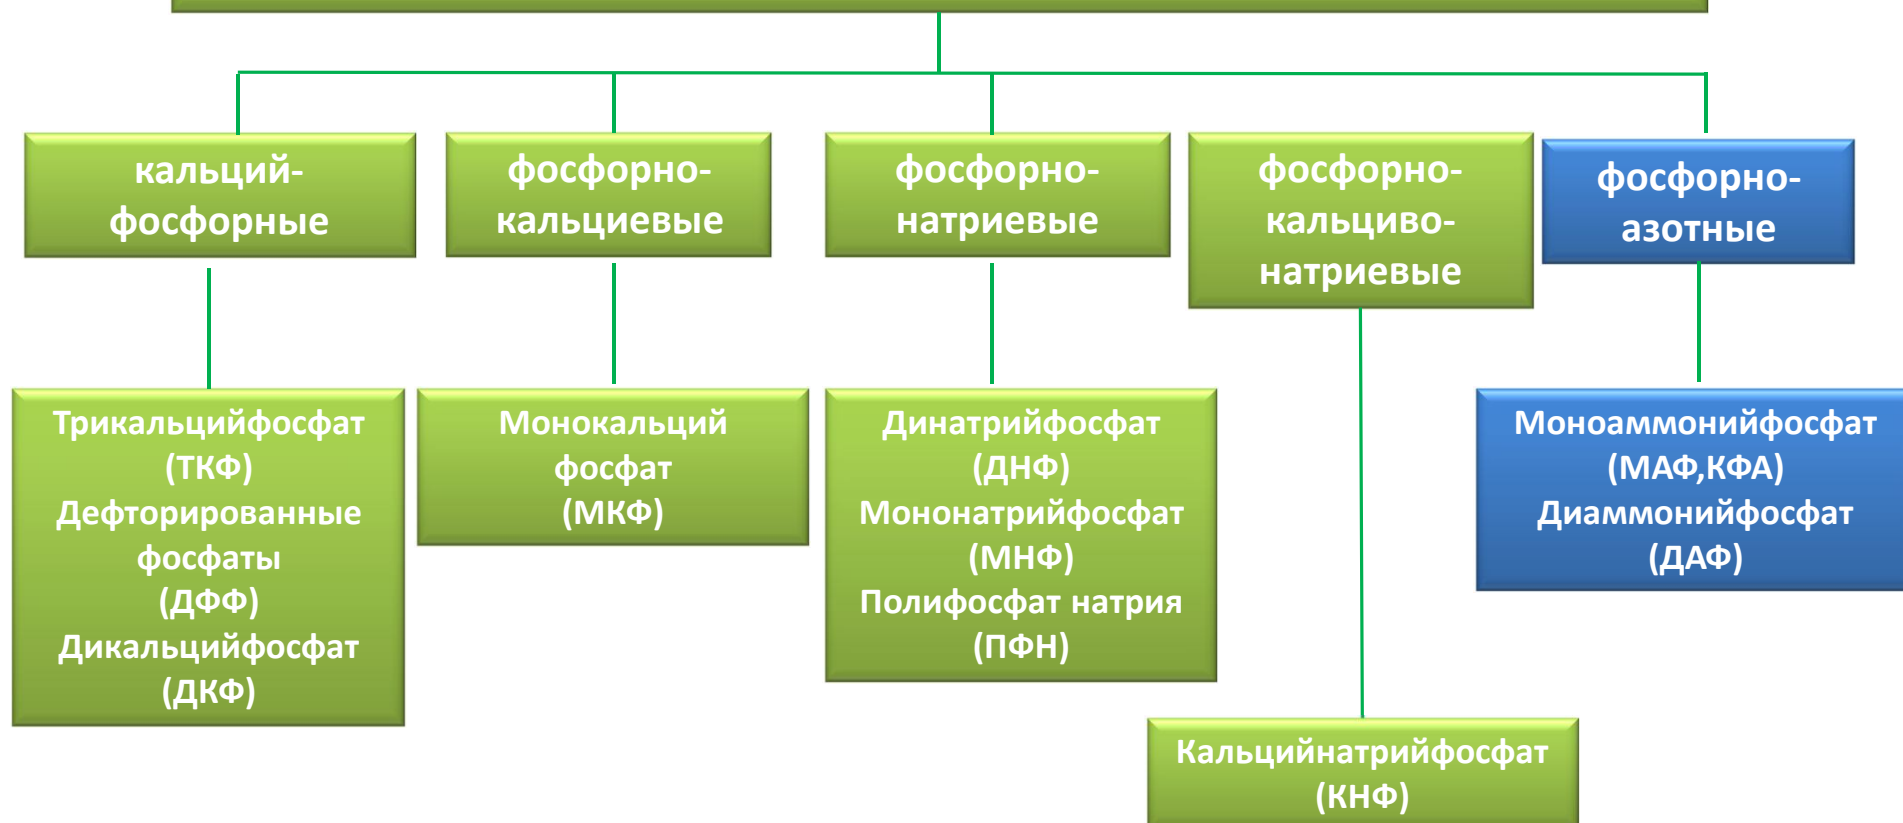 кальций-
фосфорные
фосфорно-
кальциевые
фосфорно-
натриевые
фосфорно-
кальциво-
натриевые
фосфорно-
азотные
Трикальцийфосфат
(ТКФ)
Дефторированные
фосфаты
(ДФФ)
Дикальцийфосфат
(ДКФ)
Монокальций
фосфат
(МКФ)
Динатрийфосфат
(ДНФ)
Мононатрийфосфат
(МНФ)
Полифосфат натрия
(ПФН)
Моноаммонийфосфат
(МАФ,КФА)
Диаммонийфосфат
(ДАФ)
Кальцийнатрийфосфат
(КНФ)